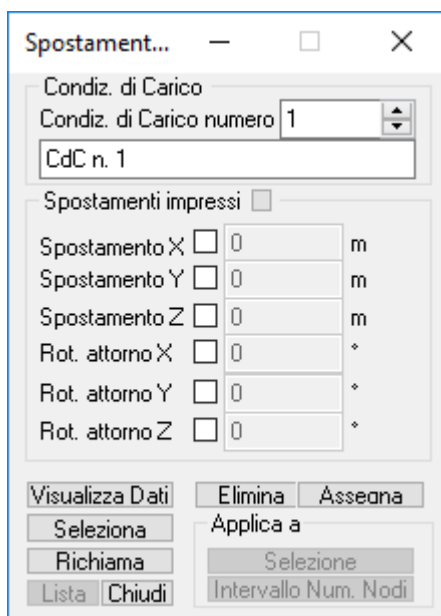 Spostament...
Condiz. di Carico
Condiz. di Carico numero 1
CdC n. 1
Spostamenti impressi
Spostamento X 0 m
Spostamento Y 0 m
Spostamento Z 0 m
Rot. attorno X 0 °
Rot. attorno Y 0 °
Rot. attorno Z 0 °
Visualizza Dati Elimina Assegna
Seleziona Applica a
Richiama Selezione
Lista Chiudi Intervallo Num. Nodi